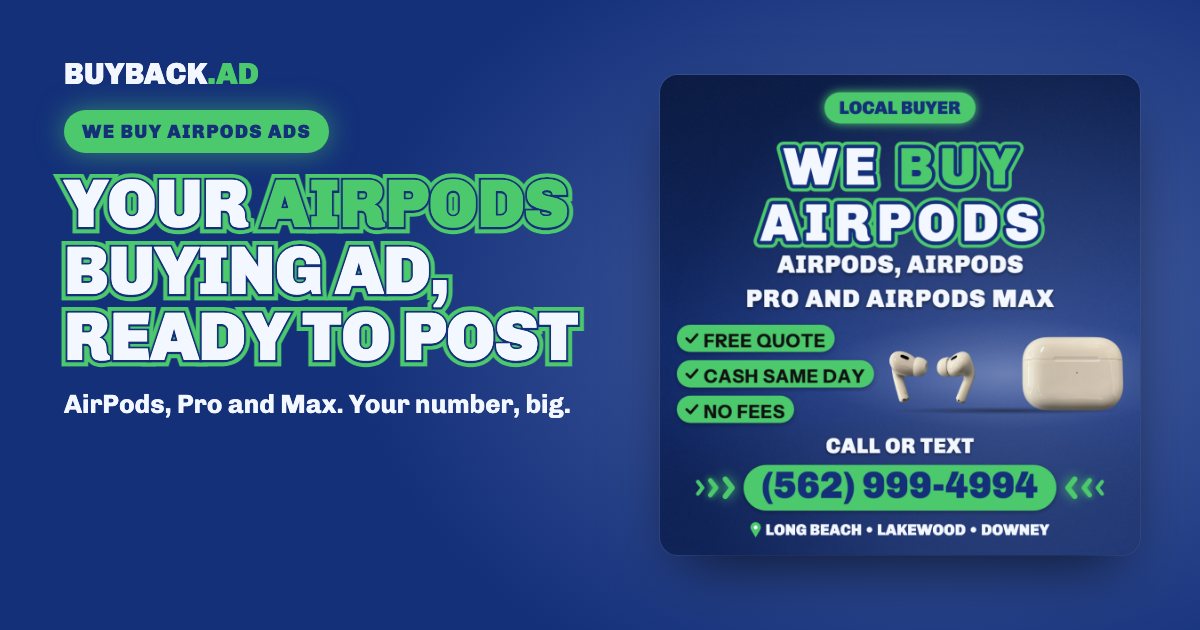 BUYBACK.AD
WE BUY AIRPODS ADS
YOUR AIRPODS
BUYING AD,
READY TO POST
AirPods, Pro and Max. Your number, big.
LOCAL BUYER
WE BUY
AIRPODS
AIRPODS, AIRPODS
PRO AND AIRPODS MAX
FREE QUOTE
CASH SAME DAY
NO FEES
CALL OR TEXT
(562) 999-4994
LONG BEACH • LAKEWOOD • DOWNEY